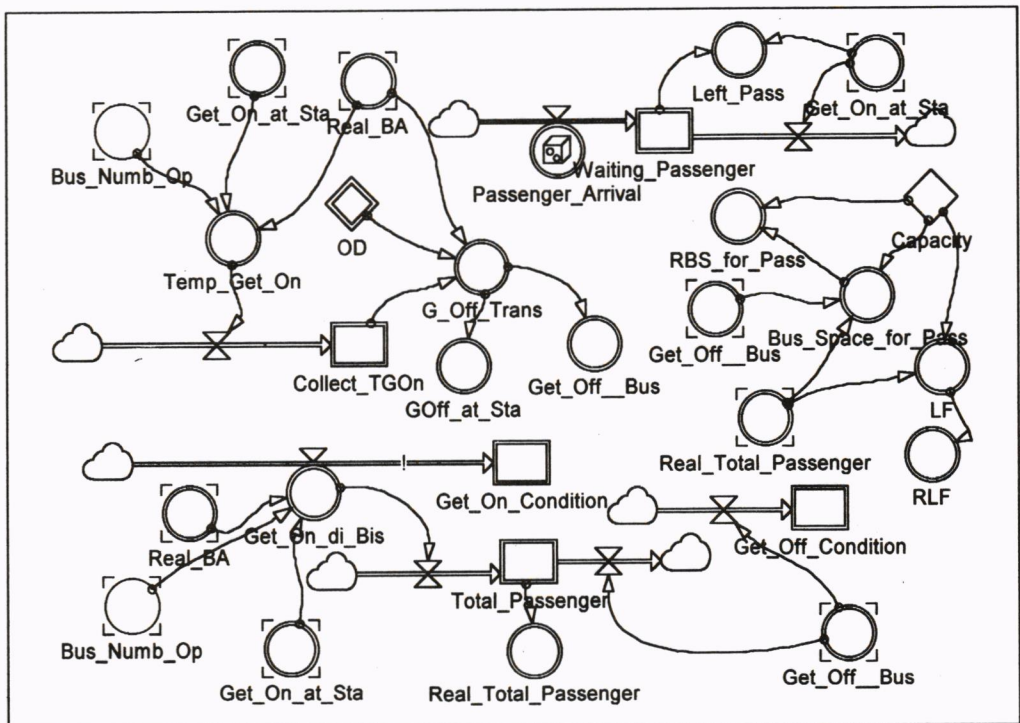 Get_On_at_Sta
Real_BA
Bus_Numb_Op
Left_Pass
Get_On_at_Sta
Waiting_Passenger
Passenger_Arrival
OD
Temp_Get_On
Capacity
RBS_for_Pass
G_Off_Trans
Get_Off__Bus
Bus_Space_for_Pass
Collect_TGOn
GOff_at_Sta
Get_Off__Bus
LF
Real_Total_Passenger
RLF
Get_On_Condition
Real_BA
Get_On_di_Bis
Get_Off_Condition
Total_Passenger
Bus_Numb_Op
Get_On_at_Sta
Real_Total_Passenger
Get_Off__Bus